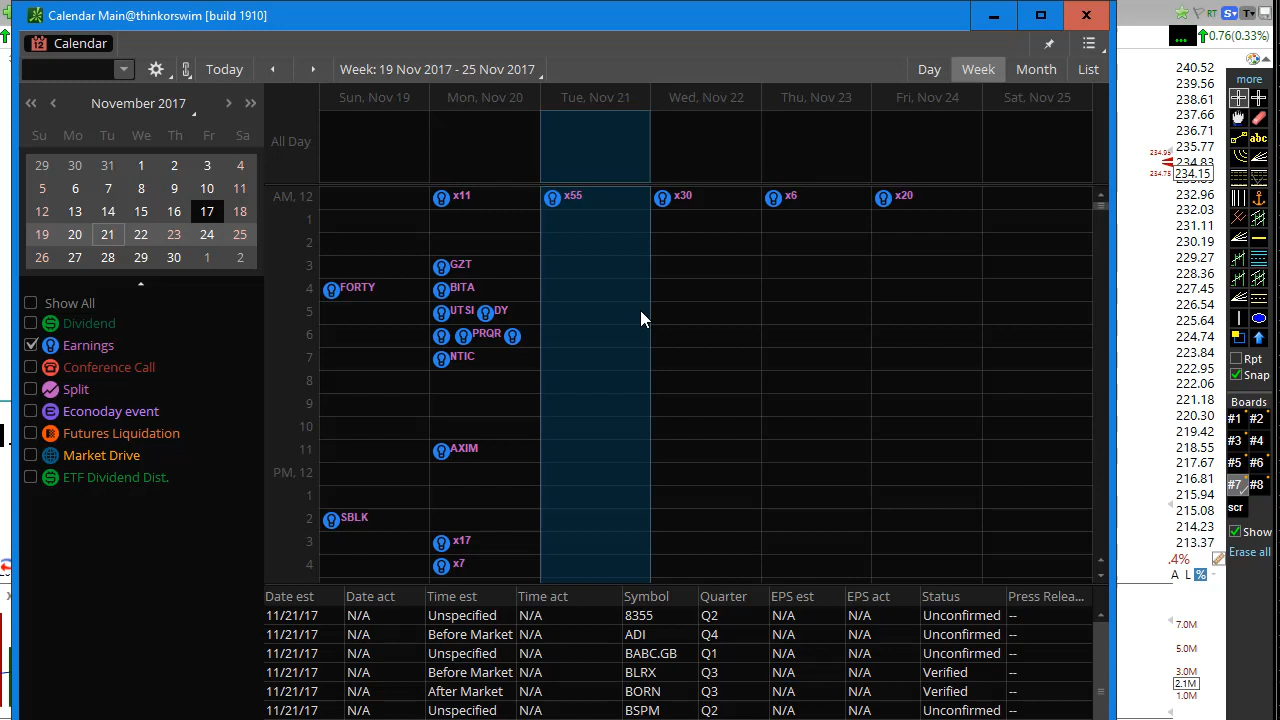 Calendar Main@thinkorswim [build 1910]
Calendar
Today
Week: 19 Nov 2017 - 25 Nov 2017
Day Week Month List
November 2017
Su Mo Tu We Th Fr Sa
29 30 31 1 2 3 4
5 6 7 8 9 10 11
12 13 14 15 16 17 18
19 20 21 22 23 24 25
26 27 28 29 30 1 2
Show All
Dividend
Earnings
Conference Call
Split
Econoday event
Futures Liquidation
Market Drive
ETF Dividend Dist.
Sun, Nov 19 Mon, Nov 20 Tue, Nov 21 Wed, Nov 22 Thu, Nov 23 Fri, Nov 24 Sat, Nov 25
All Day
AM, 12 x11 x55 x30 x6 x20
1
2
3 GZT
4 FORTY BITA
5 UTSI DY
6 PRQR
7 NTIC
8
9
10
11 AXIM
PM, 12
1
2 SBLK
3 x17
4 x7
Date est Date act Time est Time act Symbol Quarter EPS est EPS act Status Press Relea...
11/21/17 N/A Unspecified N/A 8355 Q2 N/A N/A Unconfirmed --
11/21/17 N/A Before Market N/A ADI Q4 N/A N/A Unconfirmed --
11/21/17 N/A Unspecified N/A BABC.GB Q1 N/A N/A Unconfirmed --
11/21/17 N/A Before Market N/A BLRX Q3 N/A N/A Verified --
11/21/17 N/A After Market N/A BORN Q3 N/A N/A Verified --
11/21/17 N/A Unspecified N/A BSPM Q2 N/A N/A Unconfirmed --
RT S T
... 0.76(0.33%)
240.52
239.56
238.61
237.66
236.71
235.77
234.95
234.83
234.75 234.15
232.96
232.03
231.11
230.19
229.27
228.36
227.45
226.54
225.64
224.74
223.84
222.95
222.06
221.18
220.30
219.42
218.55
217.67
216.81
215.94
215.08
214.23
213.37
.4%
A L %
7.0M
5.0M
3.0M
2.1M
1.0M
more
abc
Rpt
Snap
Boards
#1 #2
#3 #4
#5 #6
#7 #8
scr
Show
Erase all